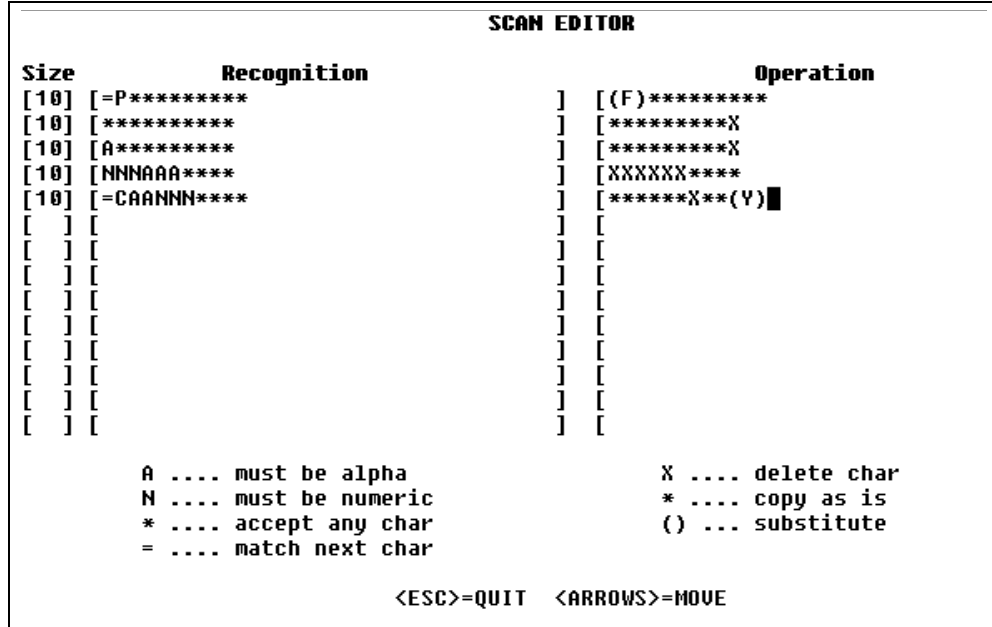 SCAN EDITOR
Size Recognition Operation
[10] [=P********* ] [(F)*********
[10] [********** ] [*********X
[10] [A********* ] [*********X
[10] [NNNAAA**** ] [XXXXXX****
[10] [=CAANNN**** ] [******X**(Y)
[ ] [ ] [
[ ] [ ] [
[ ] [ ] [
[ ] [ ] [
[ ] [ ] [
[ ] [ ] [
[ ] [ ] [
[ ] [ ] [
[ ] [ ] [
A .... must be alpha X .... delete char
N .... must be numeric * .... copy as is
* .... accept any char () ... substitute
= .... match next char
<ESC>=QUIT <ARROWS>=MOVE